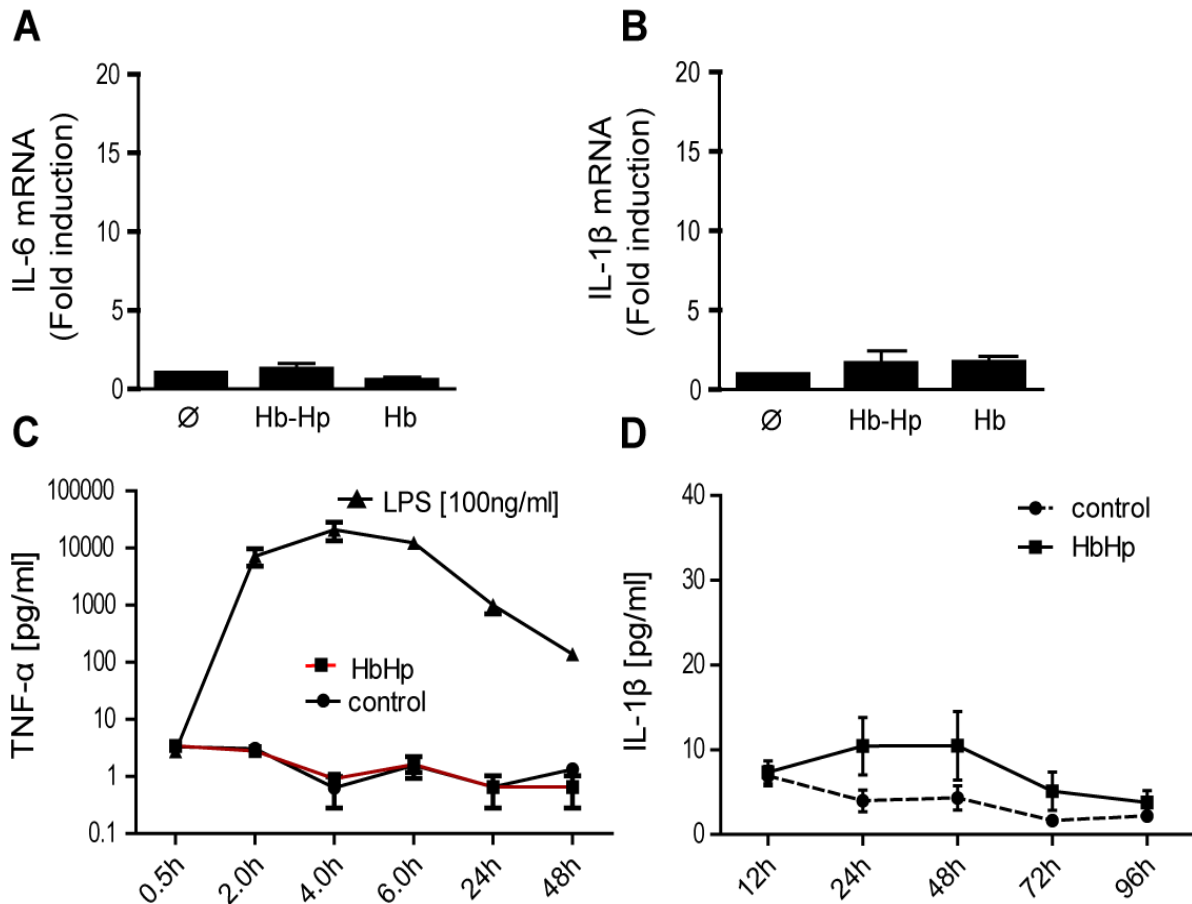 A
IL-6 mRNA
(Fold induction)
20
15
10
5
0
Ø Hb-Hp Hb
B
IL-1β mRNA
(Fold induction)
20
15
10
5
0
Ø Hb-Hp Hb
C
TNF-α [pg/ml]
100000
10000
1000
100
10
1
0.1
LPS [100ng/ml]
HbHp
control
0.5h 2.0h 4.0h 6.0h 24h 48h
D
IL-1β [pg/ml]
40
30
20
10
0
control
HbHp
12h 24h 48h 72h 96h